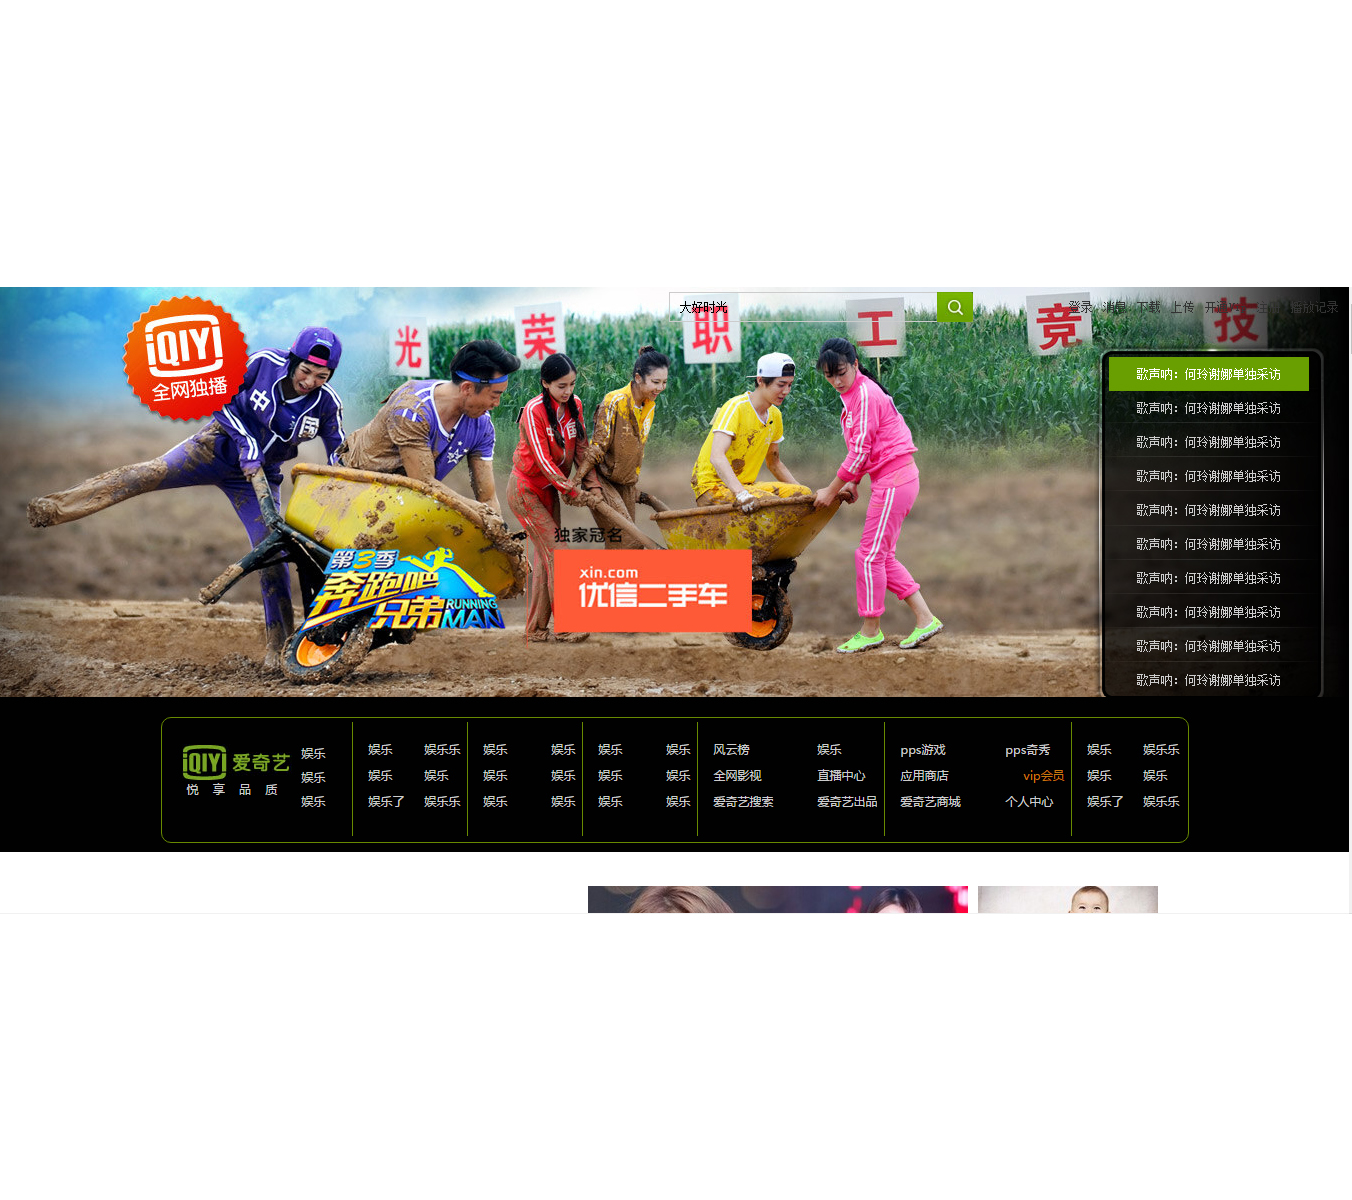 大好时光
登录 消息 下载 上传 播放记录
iQIYI
全网独播
光 荣 职 工 竞 技
歌声呐：何玲谢娜单独采访
歌声呐：何玲谢娜单独采访
歌声呐：何玲谢娜单独采访
歌声呐：何玲谢娜单独采访
歌声呐：何玲谢娜单独采访
歌声呐：何玲谢娜单独采访
歌声呐：何玲谢娜单独采访
歌声呐：何玲谢娜单独采访
歌声呐：何玲谢娜单独采访
歌声呐：何玲谢娜单独采访
第3季
奔跑吧
兄弟 RUNNING MAN
独家冠名
xin.com
优信二手车
iQIYI 爱奇艺
悦享品质
娱乐
娱乐
娱乐
娱乐 娱乐乐
娱乐 娱乐
娱乐了 娱乐乐
娱乐 娱乐
娱乐 娱乐
娱乐 娱乐
娱乐 娱乐
娱乐 娱乐
娱乐 娱乐
风云榜 娱乐
全网影视 直播中心
爱奇艺搜索 爱奇艺出品
pps游戏 pps奇秀
应用商店 vip会员
爱奇艺商城 个人中心
娱乐 娱乐乐
娱乐 娱乐
娱乐了 娱乐乐